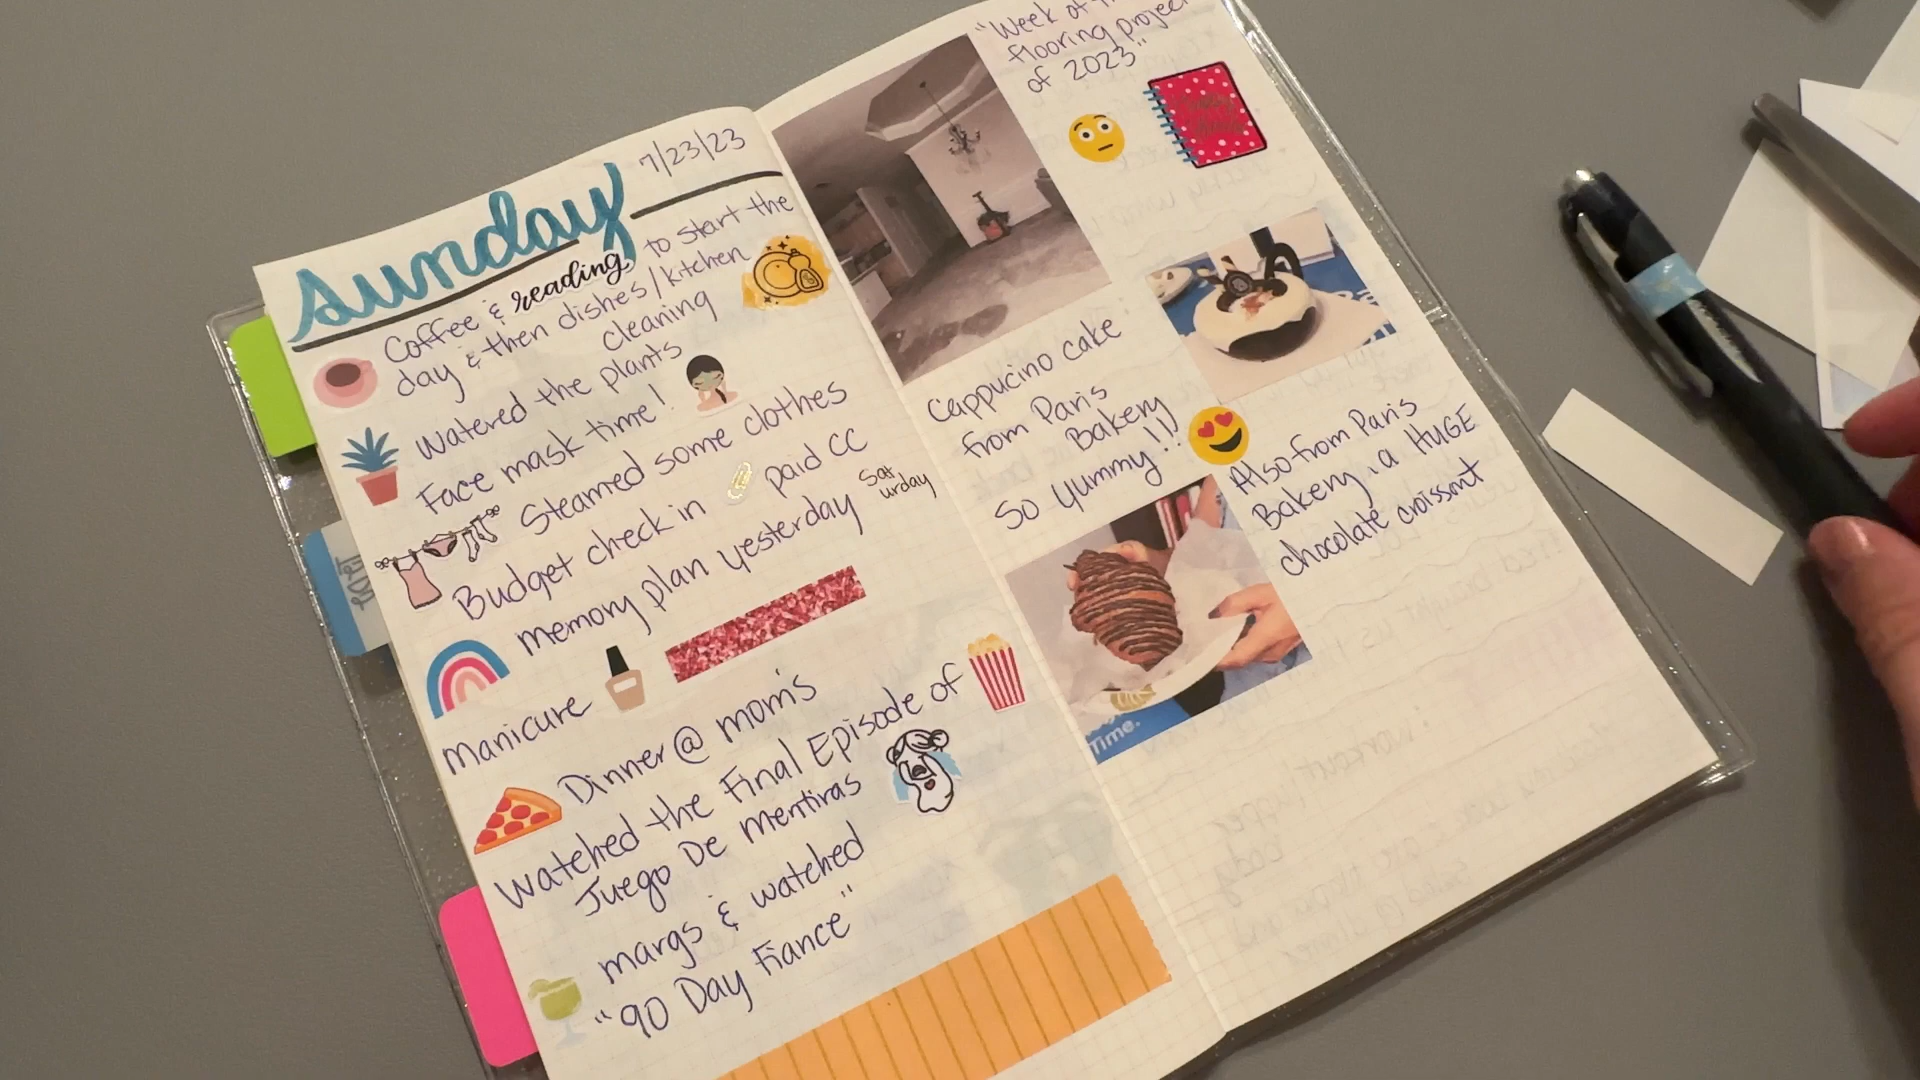 Sunday 7/23/23
Coffee & reading to start the
day & then dishes/kitchen
cleaning
Watered the plants
Face mask time!
Steamed some clothes
Budget check in paid CC
memory plan yesterday Sat
urday
manicure
Dinner @ mom's
Watched the Final Episode of
Juego De Mentiras
margs & watched
"90 Day Fiance"
"Week of
flooring project
of 2023"
Cappucino cake
from Paris
Bakery
So yummy!!
Also from Paris
Bakery, a HUGE
chocolate croissant
Time.